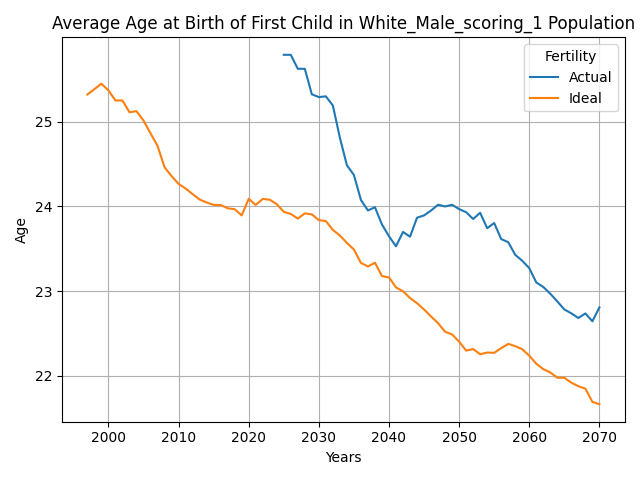 Average Age at Birth of First Child in White_Male_scoring_1 Population
Fertility
Actual
Ideal
Age
25
24
23
22
2000
2010
2020
2030
2040
2050
2060
2070
Years